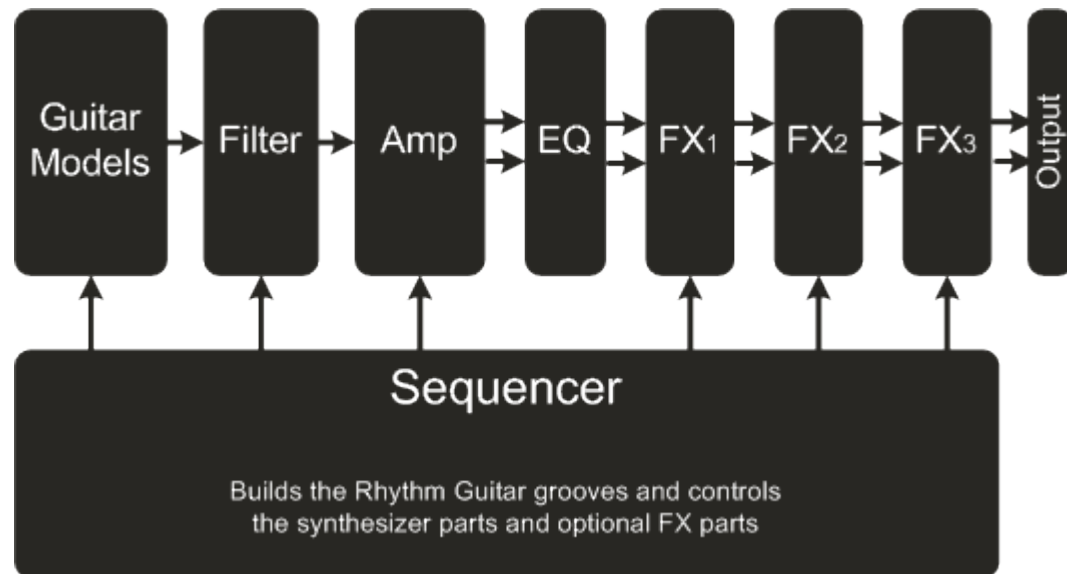 Guitar
Models
Filter
Amp
EQ
FX1
FX2
FX3
Output
Sequencer
Builds the Rhythm Guitar grooves and controls
the synthesizer parts and optional FX parts